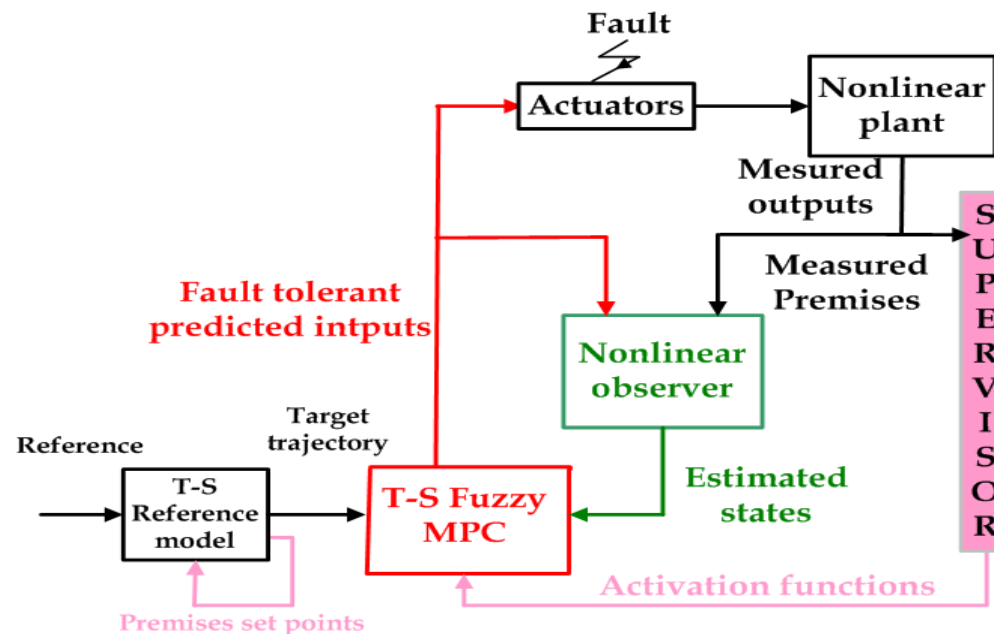 Fault
Actuators
Nonlinear
plant
Mesured
outputs
Measured
Premises
SUPERVISOR
Fault tolerant
predicted intputs
Nonlinear
observer
Target
trajectory
Reference
T-S
Reference
model
T-S Fuzzy
MPC
Estimated
states
Activation functions
Premises set points